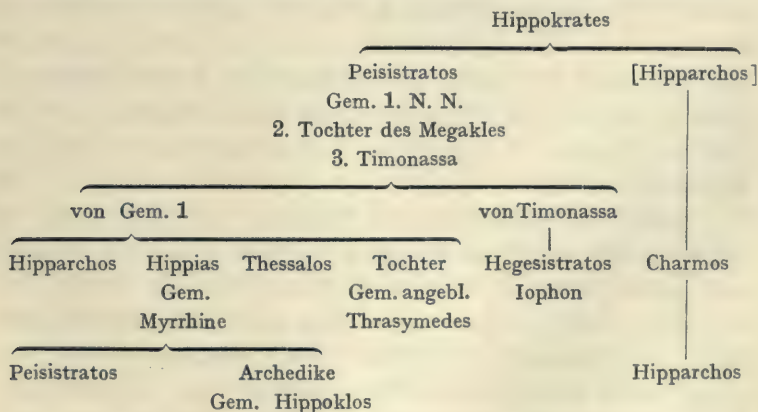 Hippokrates
Peisistratos [Hipparchos]
Gem. 1. N. N.
2. Tochter des Megakles
3. Timonassa
von Gem. 1 von Timonassa
Hipparchos Hippias Thessalos Tochter Hegesistratos Charmos
Gem. Gem. angebl. Iophon
Myrrhine Thrasymedes
Peisistratos Archedike Hipparchos
Gem. Hippoklos